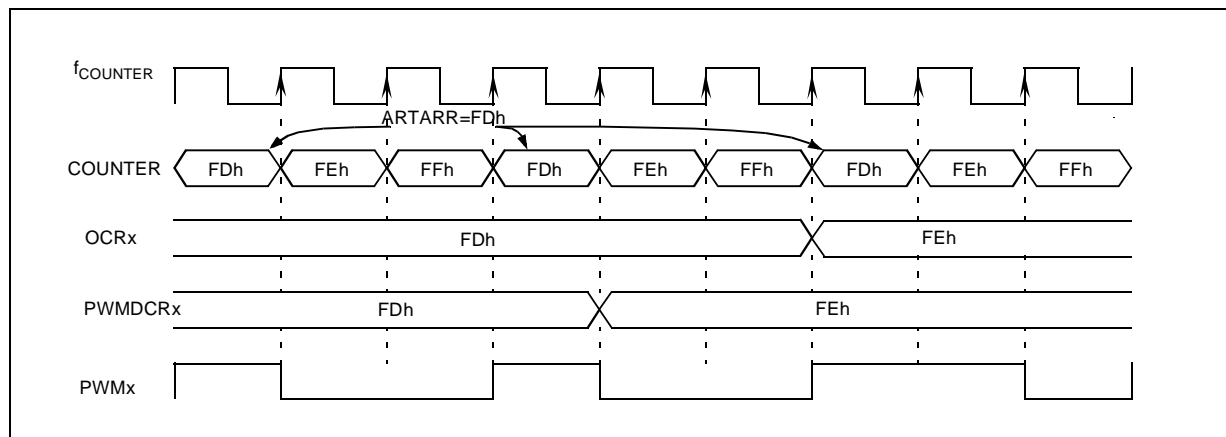 fCOUNTER
ARTARR=FDh
COUNTER FDh FEh FFh FDh FEh FFh FDh FEh FFh
OCRx FDh FEh
PWMDCRx FDh FEh
PWMx